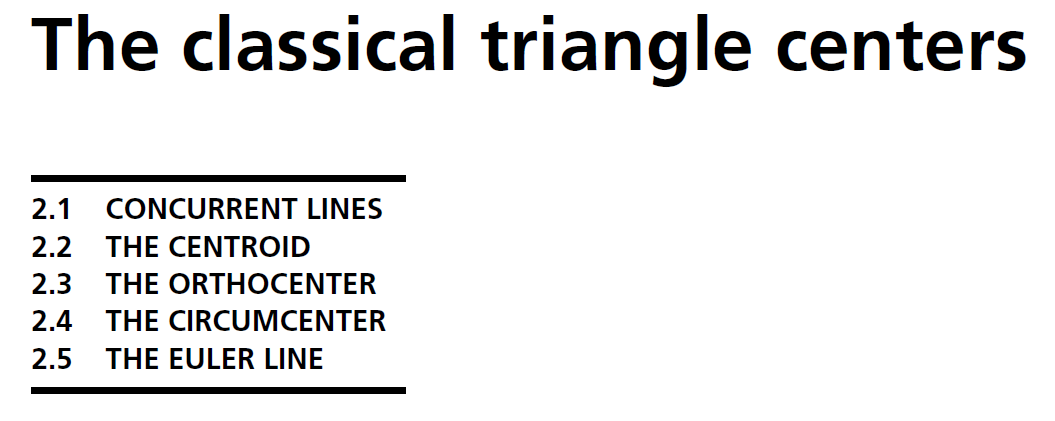 The classical triangle centers
2.1 CONCURRENT LINES
2.2 THE CENTROID
2.3 THE ORTHOCENTER
2.4 THE CIRCUMCENTER
2.5 THE EULER LINE